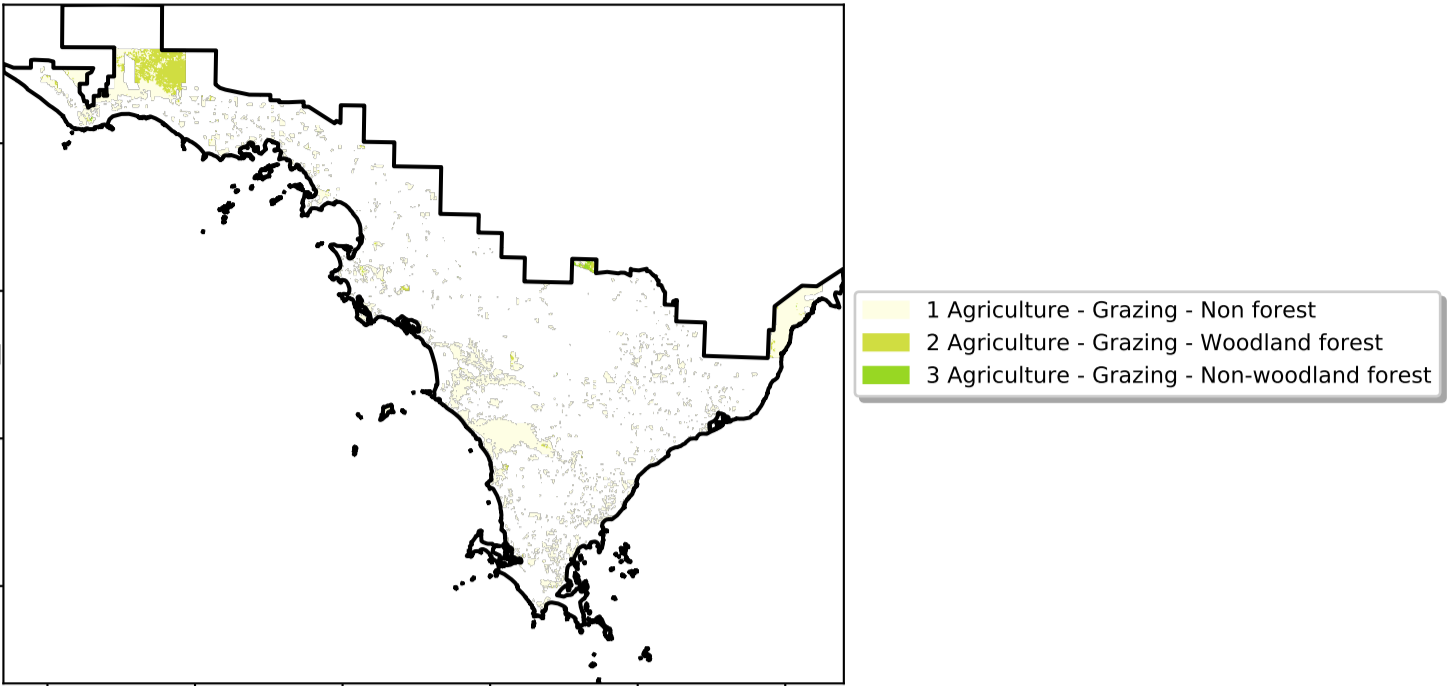 1 Agriculture - Grazing - Non forest
2 Agriculture - Grazing - Woodland forest
3 Agriculture - Grazing - Non-woodland forest